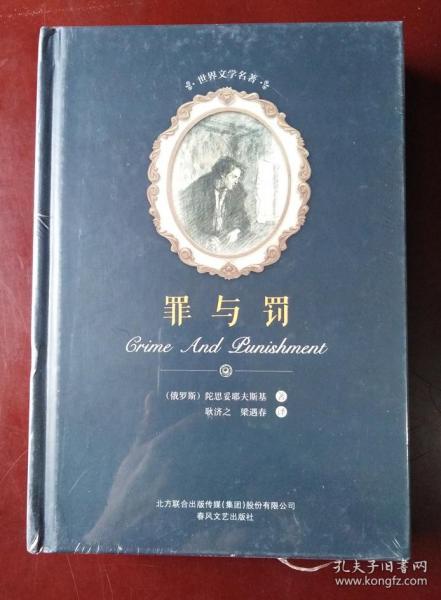 ·世界文学名著·
罪与罚
Crime And Punishment
（俄罗斯）陀思妥耶夫斯基 著
耿济之 梁遇春 译
北方联合出版传媒（集团）股份有限公司
春风文艺出版社
孔夫子旧书网
www.kongfz.com